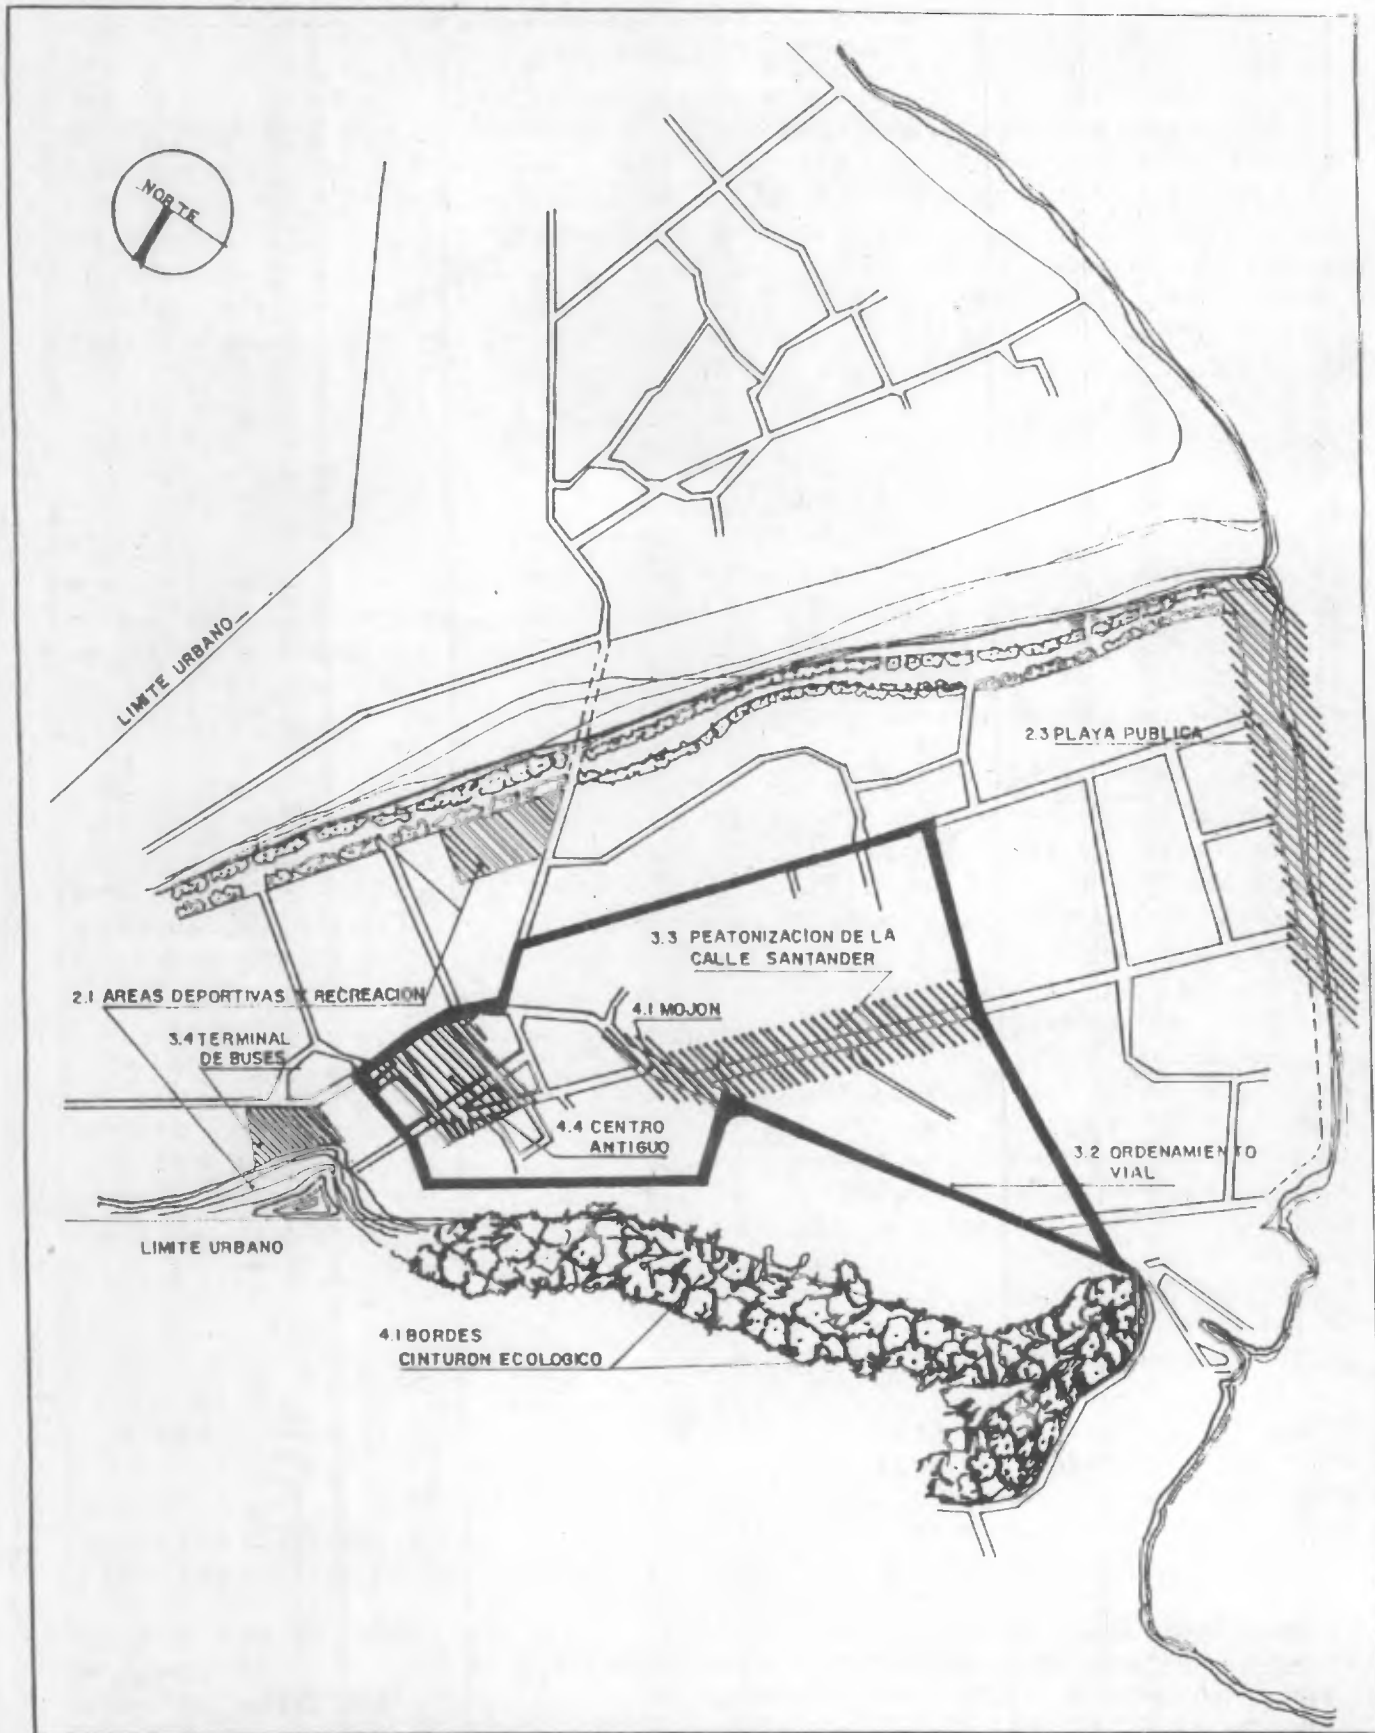 NORTE
LIMITE URBANO
2.3 PLAYA PUBLICA
3.3 PEATONIZACION DE LA
CALLE SANTANDER
2.1 AREAS DEPORTIVAS Y RECREACION
4.1 MOJON
3.4 TERMINAL
DE BUSES
4.4 CENTRO
ANTIGUO
3.2 ORDENAMIENTO
VIAL
LIMITE URBANO
4.1 BORDES
CINTURON ECOLOGICO